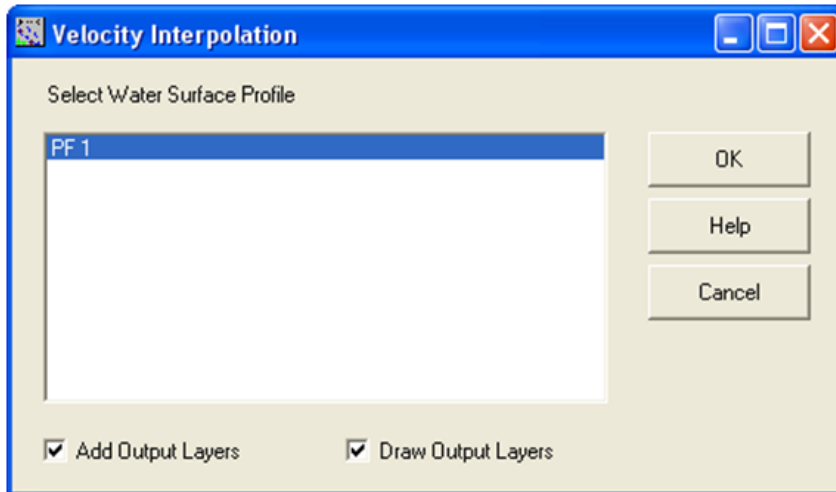 Velocity Interpolation
Select Water Surface Profile
PF 1
OK
Help
Cancel
Add Output Layers
Draw Output Layers